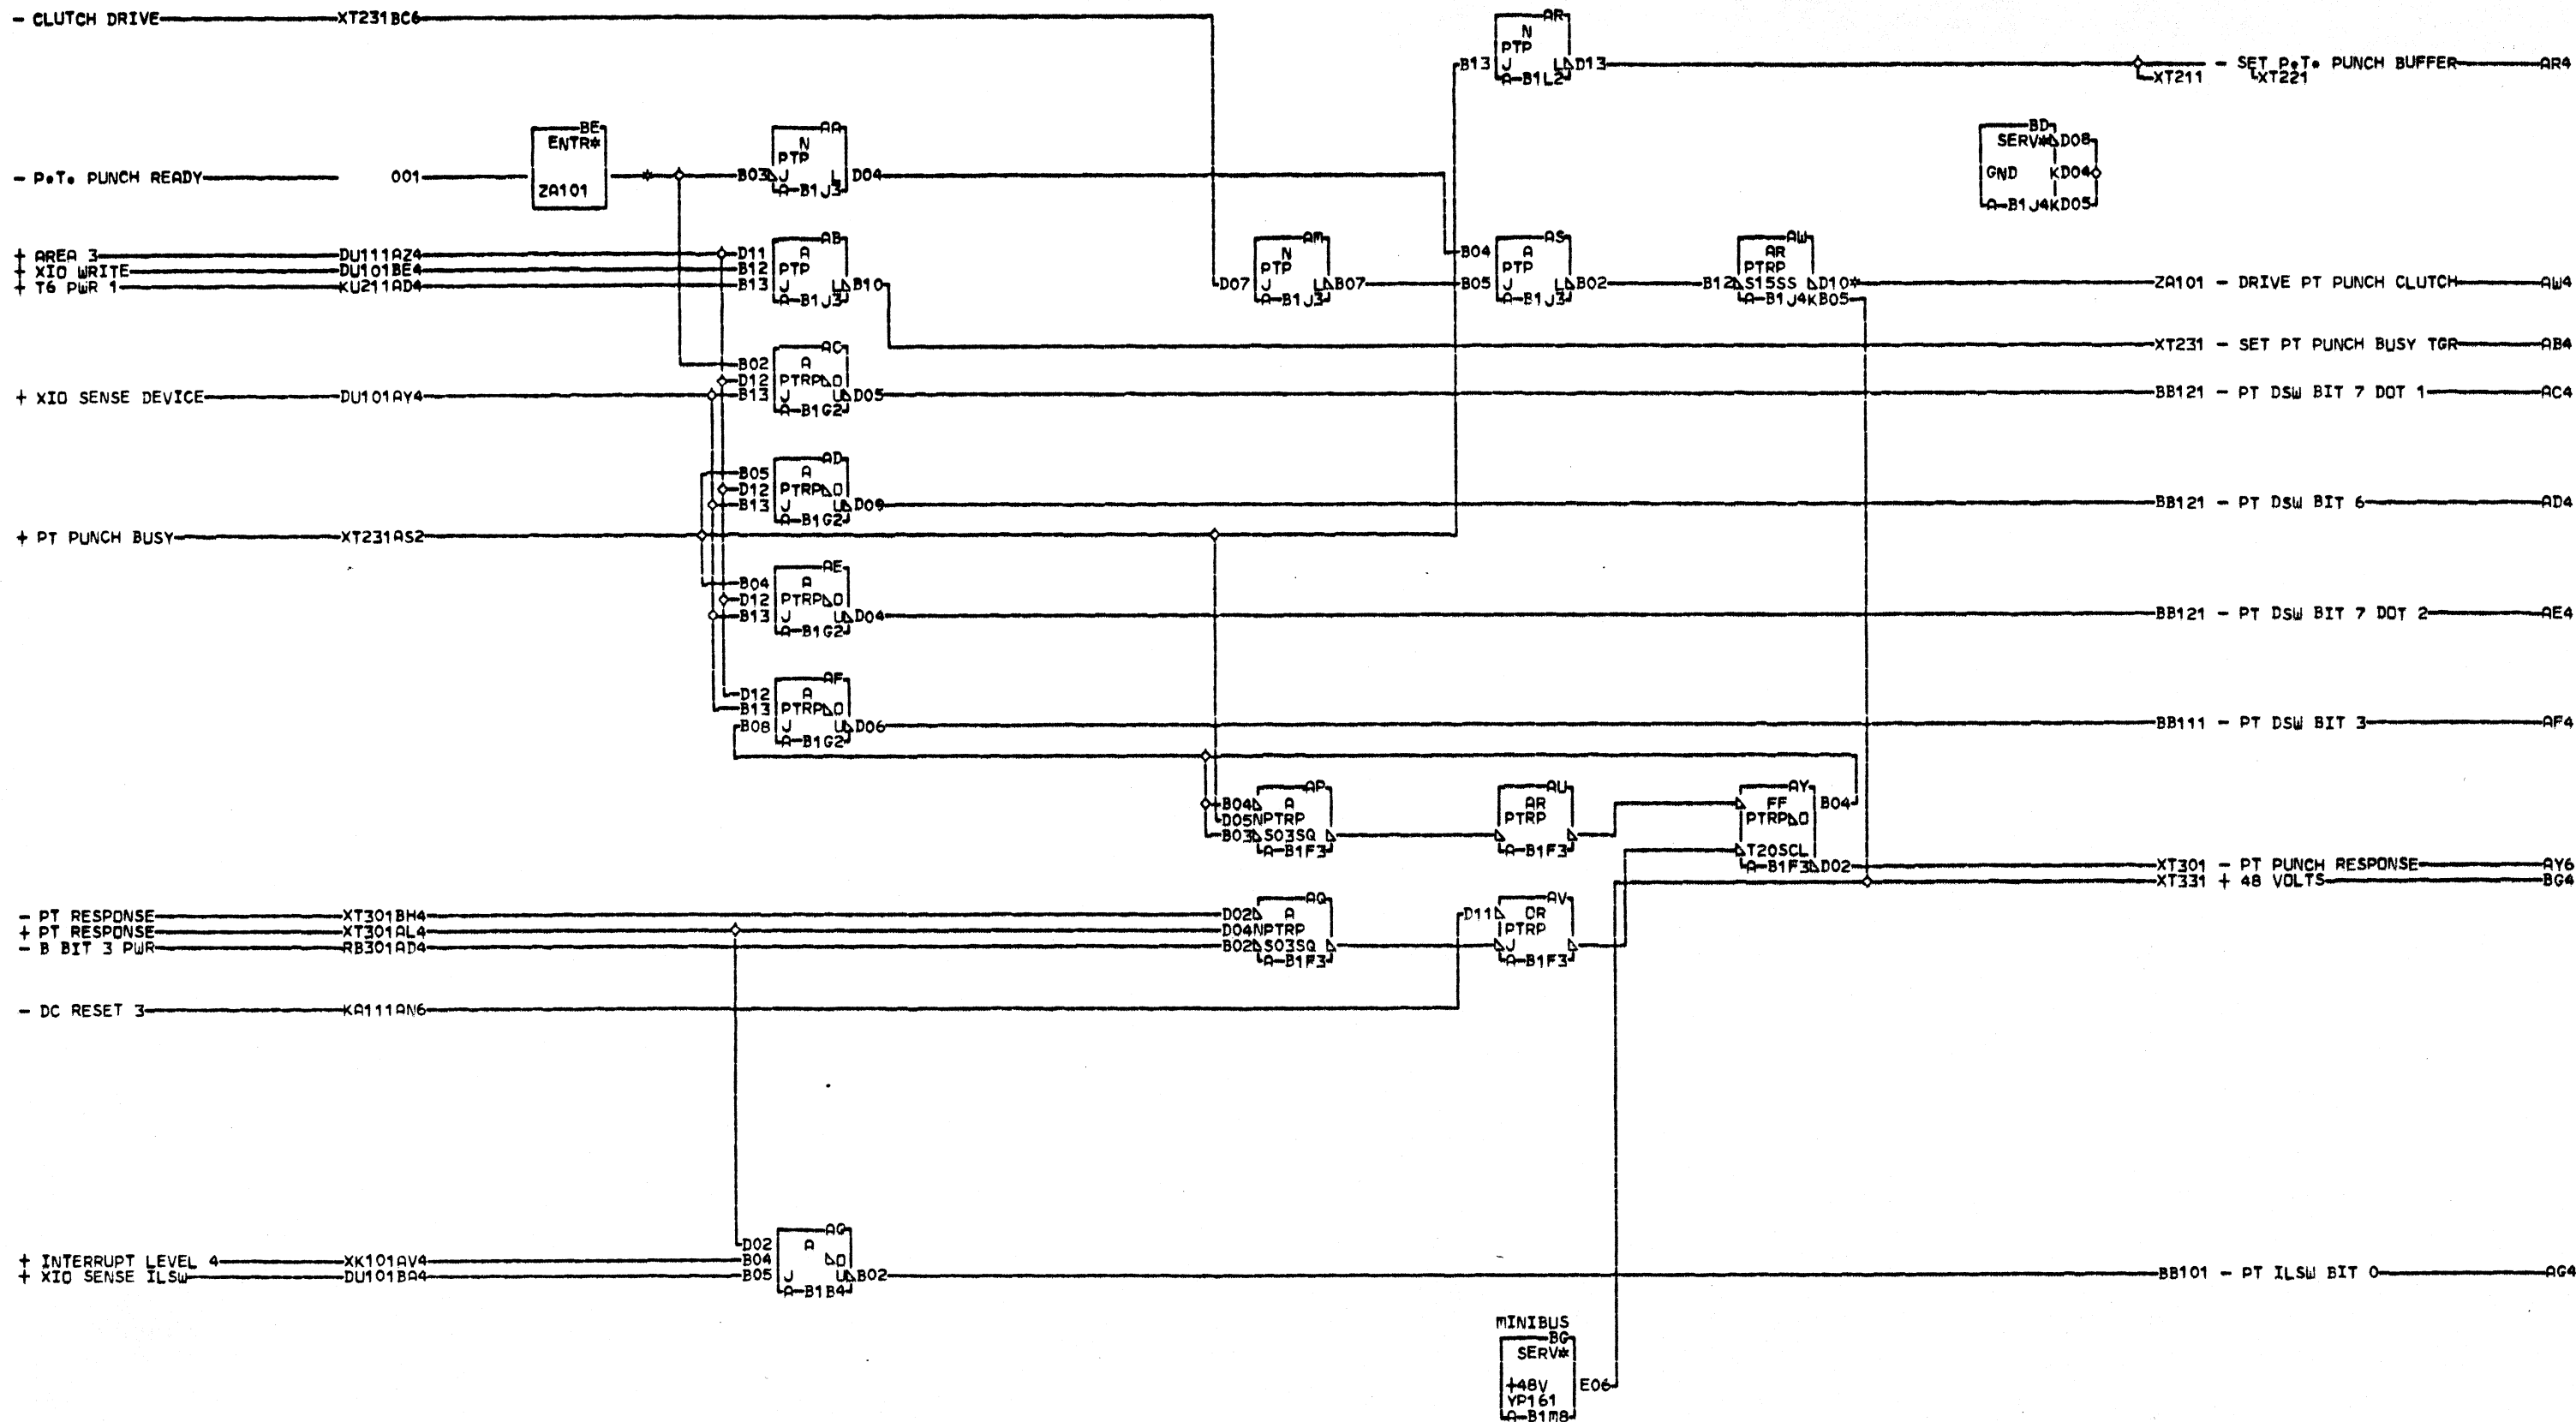 - CLUTCH DRIVE XT231BC6
AR
N
PTP
B13 J L D13
A-B1L2
- SET P.T. PUNCH BUFFER AR4
XT211 XT221
BE
ENTR*
ZA101
AA
N
PTP
B03 J L D04
A-B1J3
BD
SERV* D08
GND K D04
A-B1J4 K D05
- P.T. PUNCH READY 001 *
+ AREA 3 DU111AZ4 D11
+ XIO WRITE DU101BE4 B12
+ T6 PWR 1 KU211AD4 B13
AB
A
PTP
J L B10
A-B1J3
AM
N
PTP
D07 J L B07
A-B1J3
AS
A
B04
PTP
B05 J L B02
A-B1J3
AW
AR
PTRP
B12 S15SS D10*
A-B1J4 K B05
ZA101 - DRIVE PT PUNCH CLUTCH AW4
XT231 - SET PT PUNCH BUSY TGR AB4
AC
B02 A
D12 PTRP O
+ XIO SENSE DEVICE DU101AY4 B13 J U D05
A-B1G2
BB121 - PT DSW BIT 7 DOT 1 AC4
AD
B05 A
D12 PTRP O
B13 J U D09
A-B1G2
BB121 - PT DSW BIT 6 AD4
+ PT PUNCH BUSY XT231AS2
AE
B04 A
D12 PTRP O
B13 J U D04
A-B1G2
BB121 - PT DSW BIT 7 DOT 2 AE4
AF
D12 A
B13 PTRP O
B08 J U D06
A-B1G2
BB111 - PT DSW BIT 3 AF4
AP
B04 A
D05 N PTRP
B03 S03SQ
A-B1F3
AU
AR
PTRP
A-B1F3
AY
FF B04
PTRP O
T20SCL
A-B1F3 D02
XT301 - PT PUNCH RESPONSE AY6
XT331 + 48 VOLTS BG4
- PT RESPONSE XT301BH4 D02
+ PT RESPONSE XT301AL4 D04
- B BIT 3 PWR RB301AD4 B02
AQ
A
N PTRP
S03SQ
A-B1F3
AV
D11 OR
PTRP
J
A-B1F3
- DC RESET 3 KA111AN6
AG
D02 A
+ INTERRUPT LEVEL 4 XK101AV4 B04 O
+ XIO SENSE ILSW DU101BA4 B05 J U B02
A-B1B4
BB101 - PT ILSW BIT 0 AG4
MINIBUS
BG
SERV*
+48V E06
YP161
A-B1M8